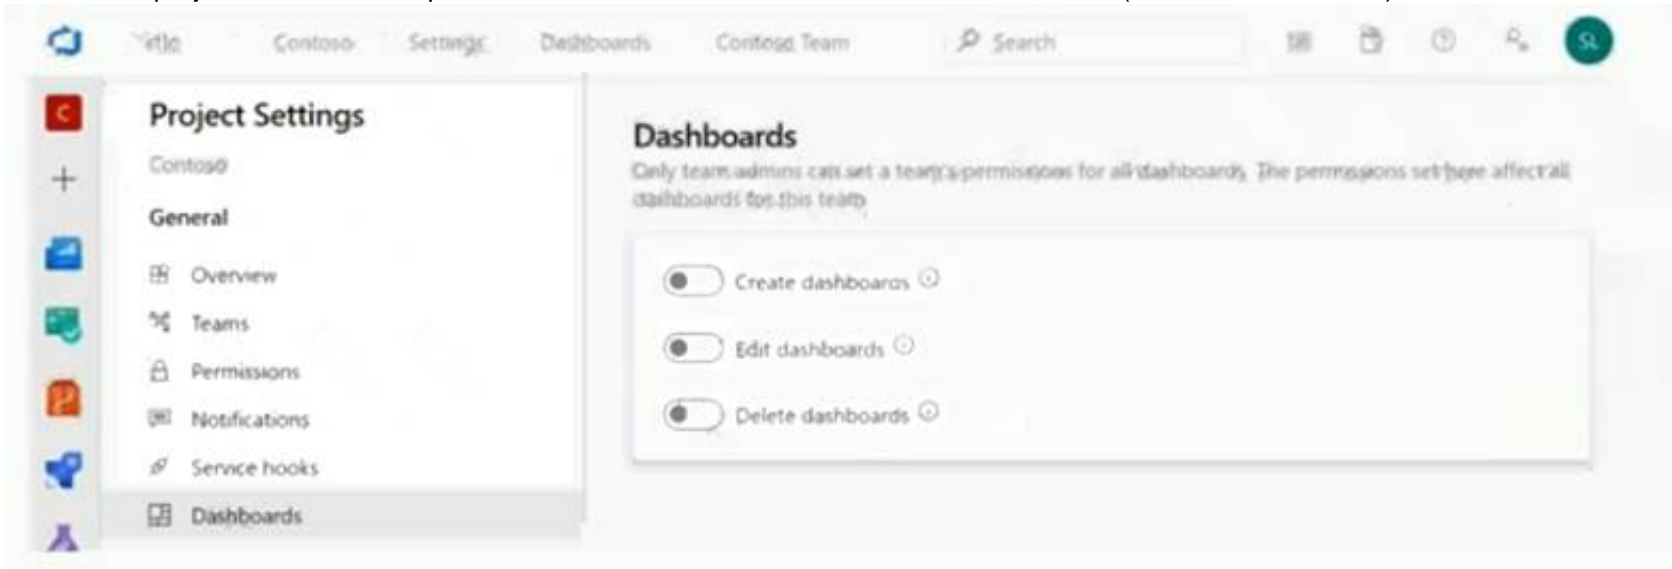 Contoso Settings Dashboards Contoso Team Search SL
C
Project Settings
Contoso
General
Overview
Teams
Permissions
Notifications
Service hooks
Dashboards
Dashboards
Only team admins can set a team's permissions for all dashboards. The permissions set here affect all
dashboards for this team
Create dashboards
Edit dashboards
Delete dashboards